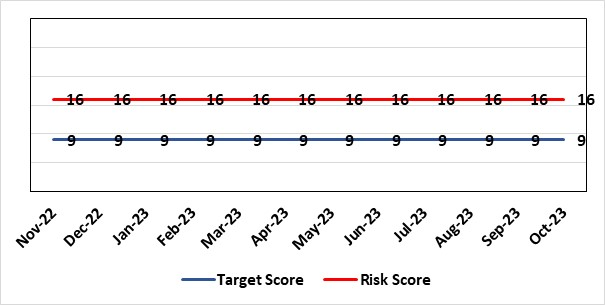 16 16 16 16 16 16 16 16 16 16 16 16
9 9 9 9 9 9 9 9 9 9 9 9
Nov-22 Dec-22 Jan-23 Feb-23 Mar-23 Apr-23 May-23 Jun-23 Jul-23 Aug-23 Sep-23 Oct-23
Target Score Risk Score